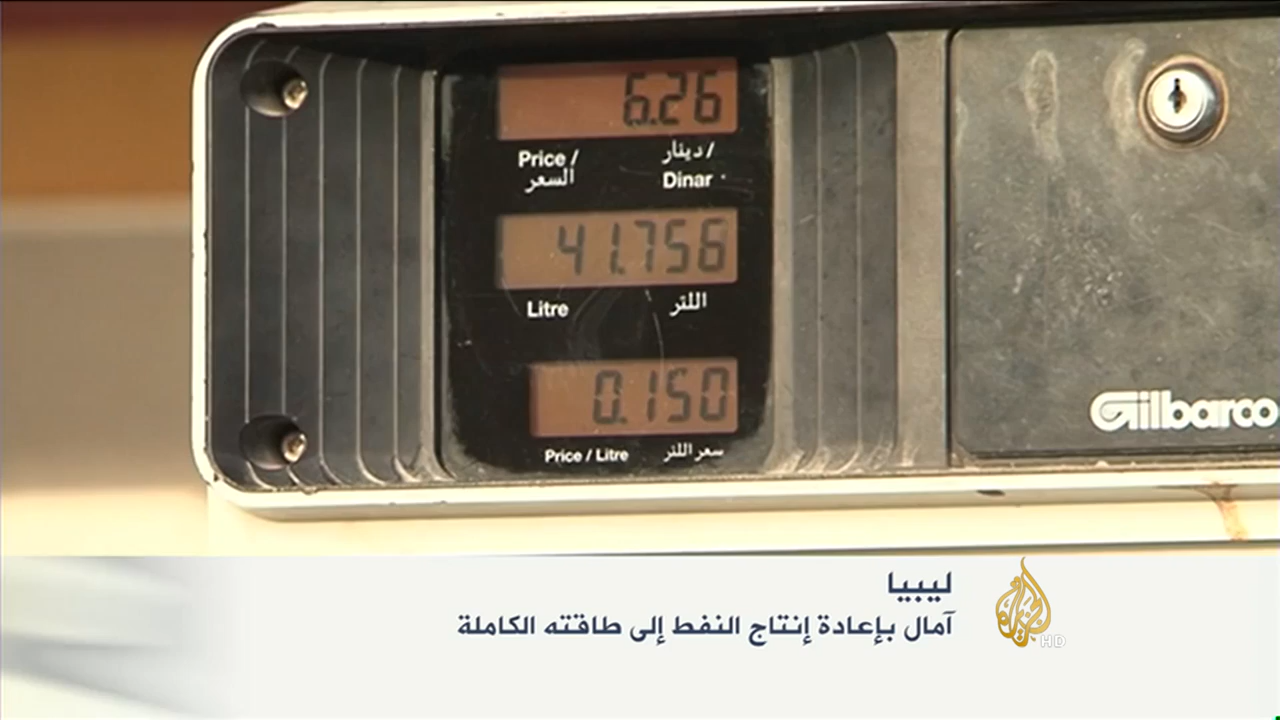 6.26
Price / دينار /
السعر Dinar
41.756
Litre اللتر
0.150
Price / Litre سعر اللتر
Gilbarco
ليبيا
آمال بإعادة إنتاج النفط إلى طاقته الكاملة
الجزيرة
HD